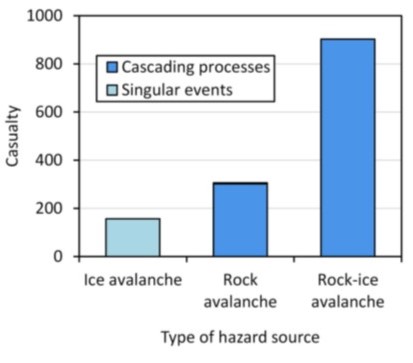 1000
800
600
400
200
0
Casualty
Cascading processes
Singular events
Ice avalanche
Rock
avalanche
Rock-ice
avalanche
Type of hazard source